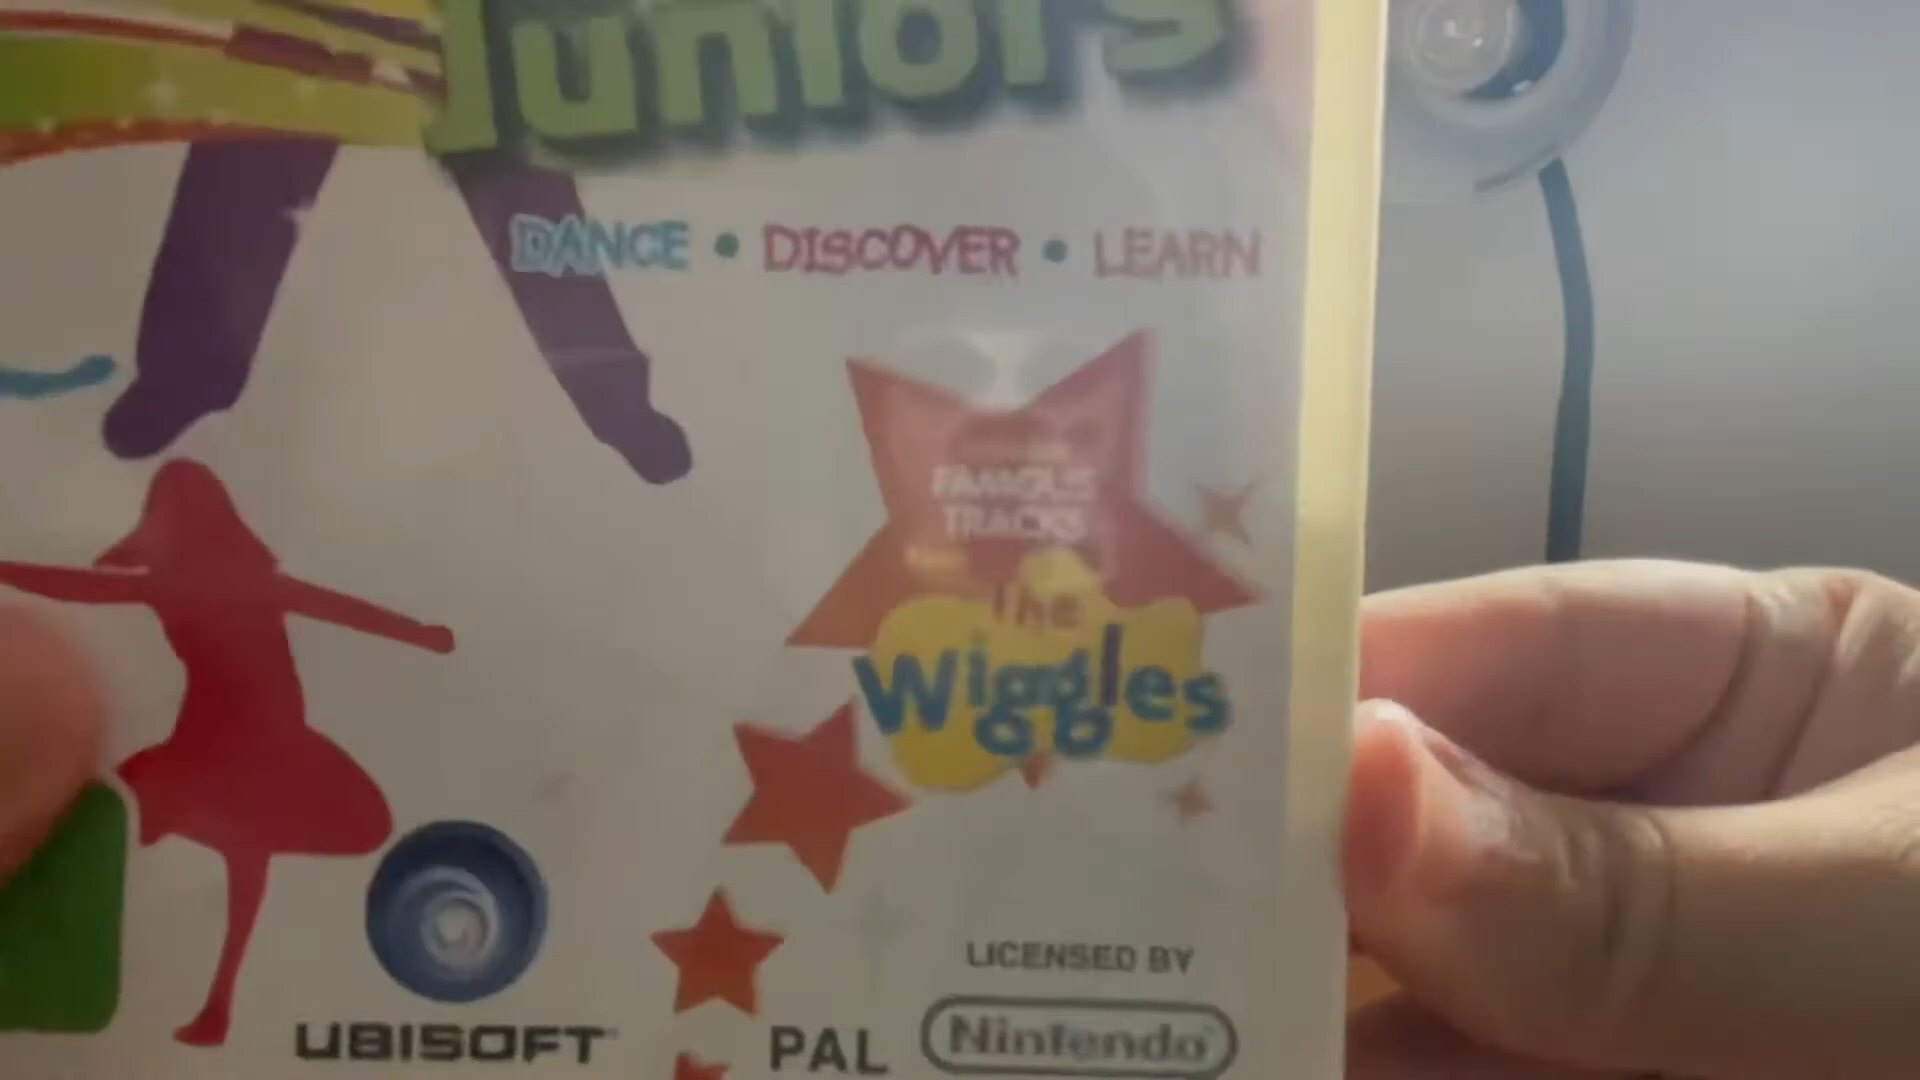 Juniors
DANCE • DISCOVER • LEARN
FAMOUS
TRACKS
The
Wiggles
LICENSED BY
UBISOFT
PAL
Nintendo